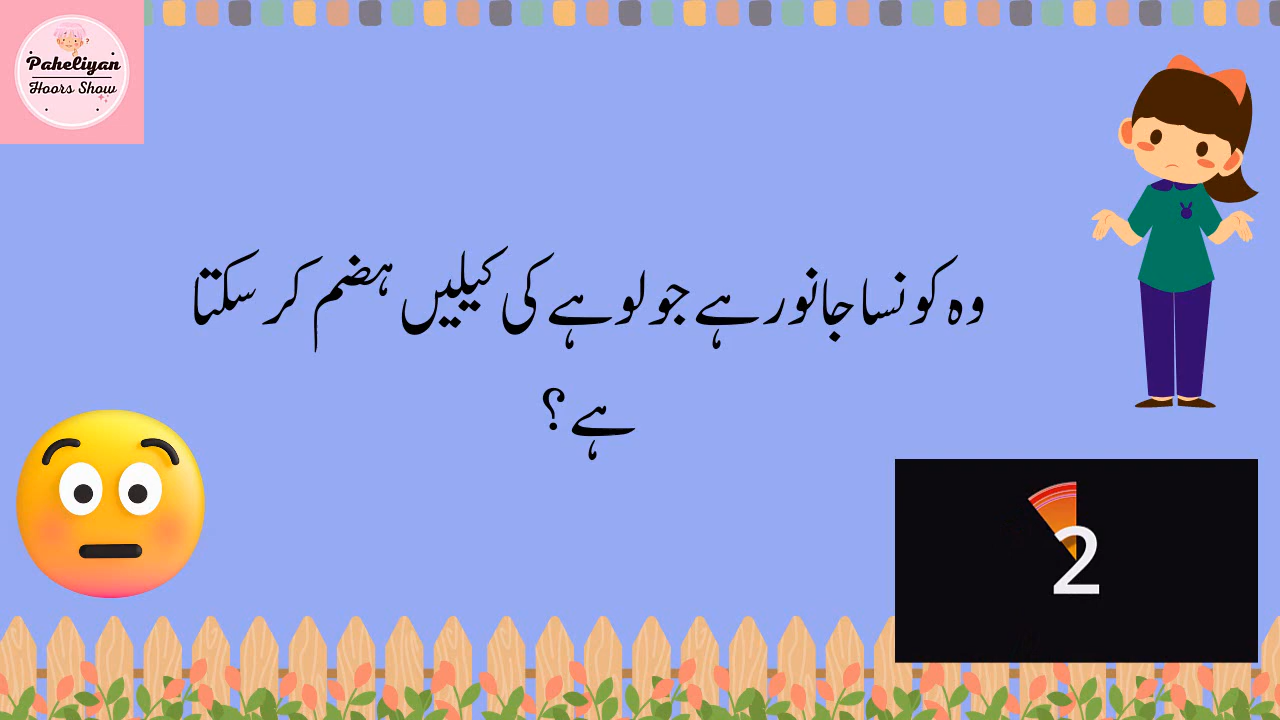 Paheliyan
Hoors Show
وہ کونسا جانور ہے جو لوہے کی کیلیں ہضم کر سکتا
ہے ؟
2